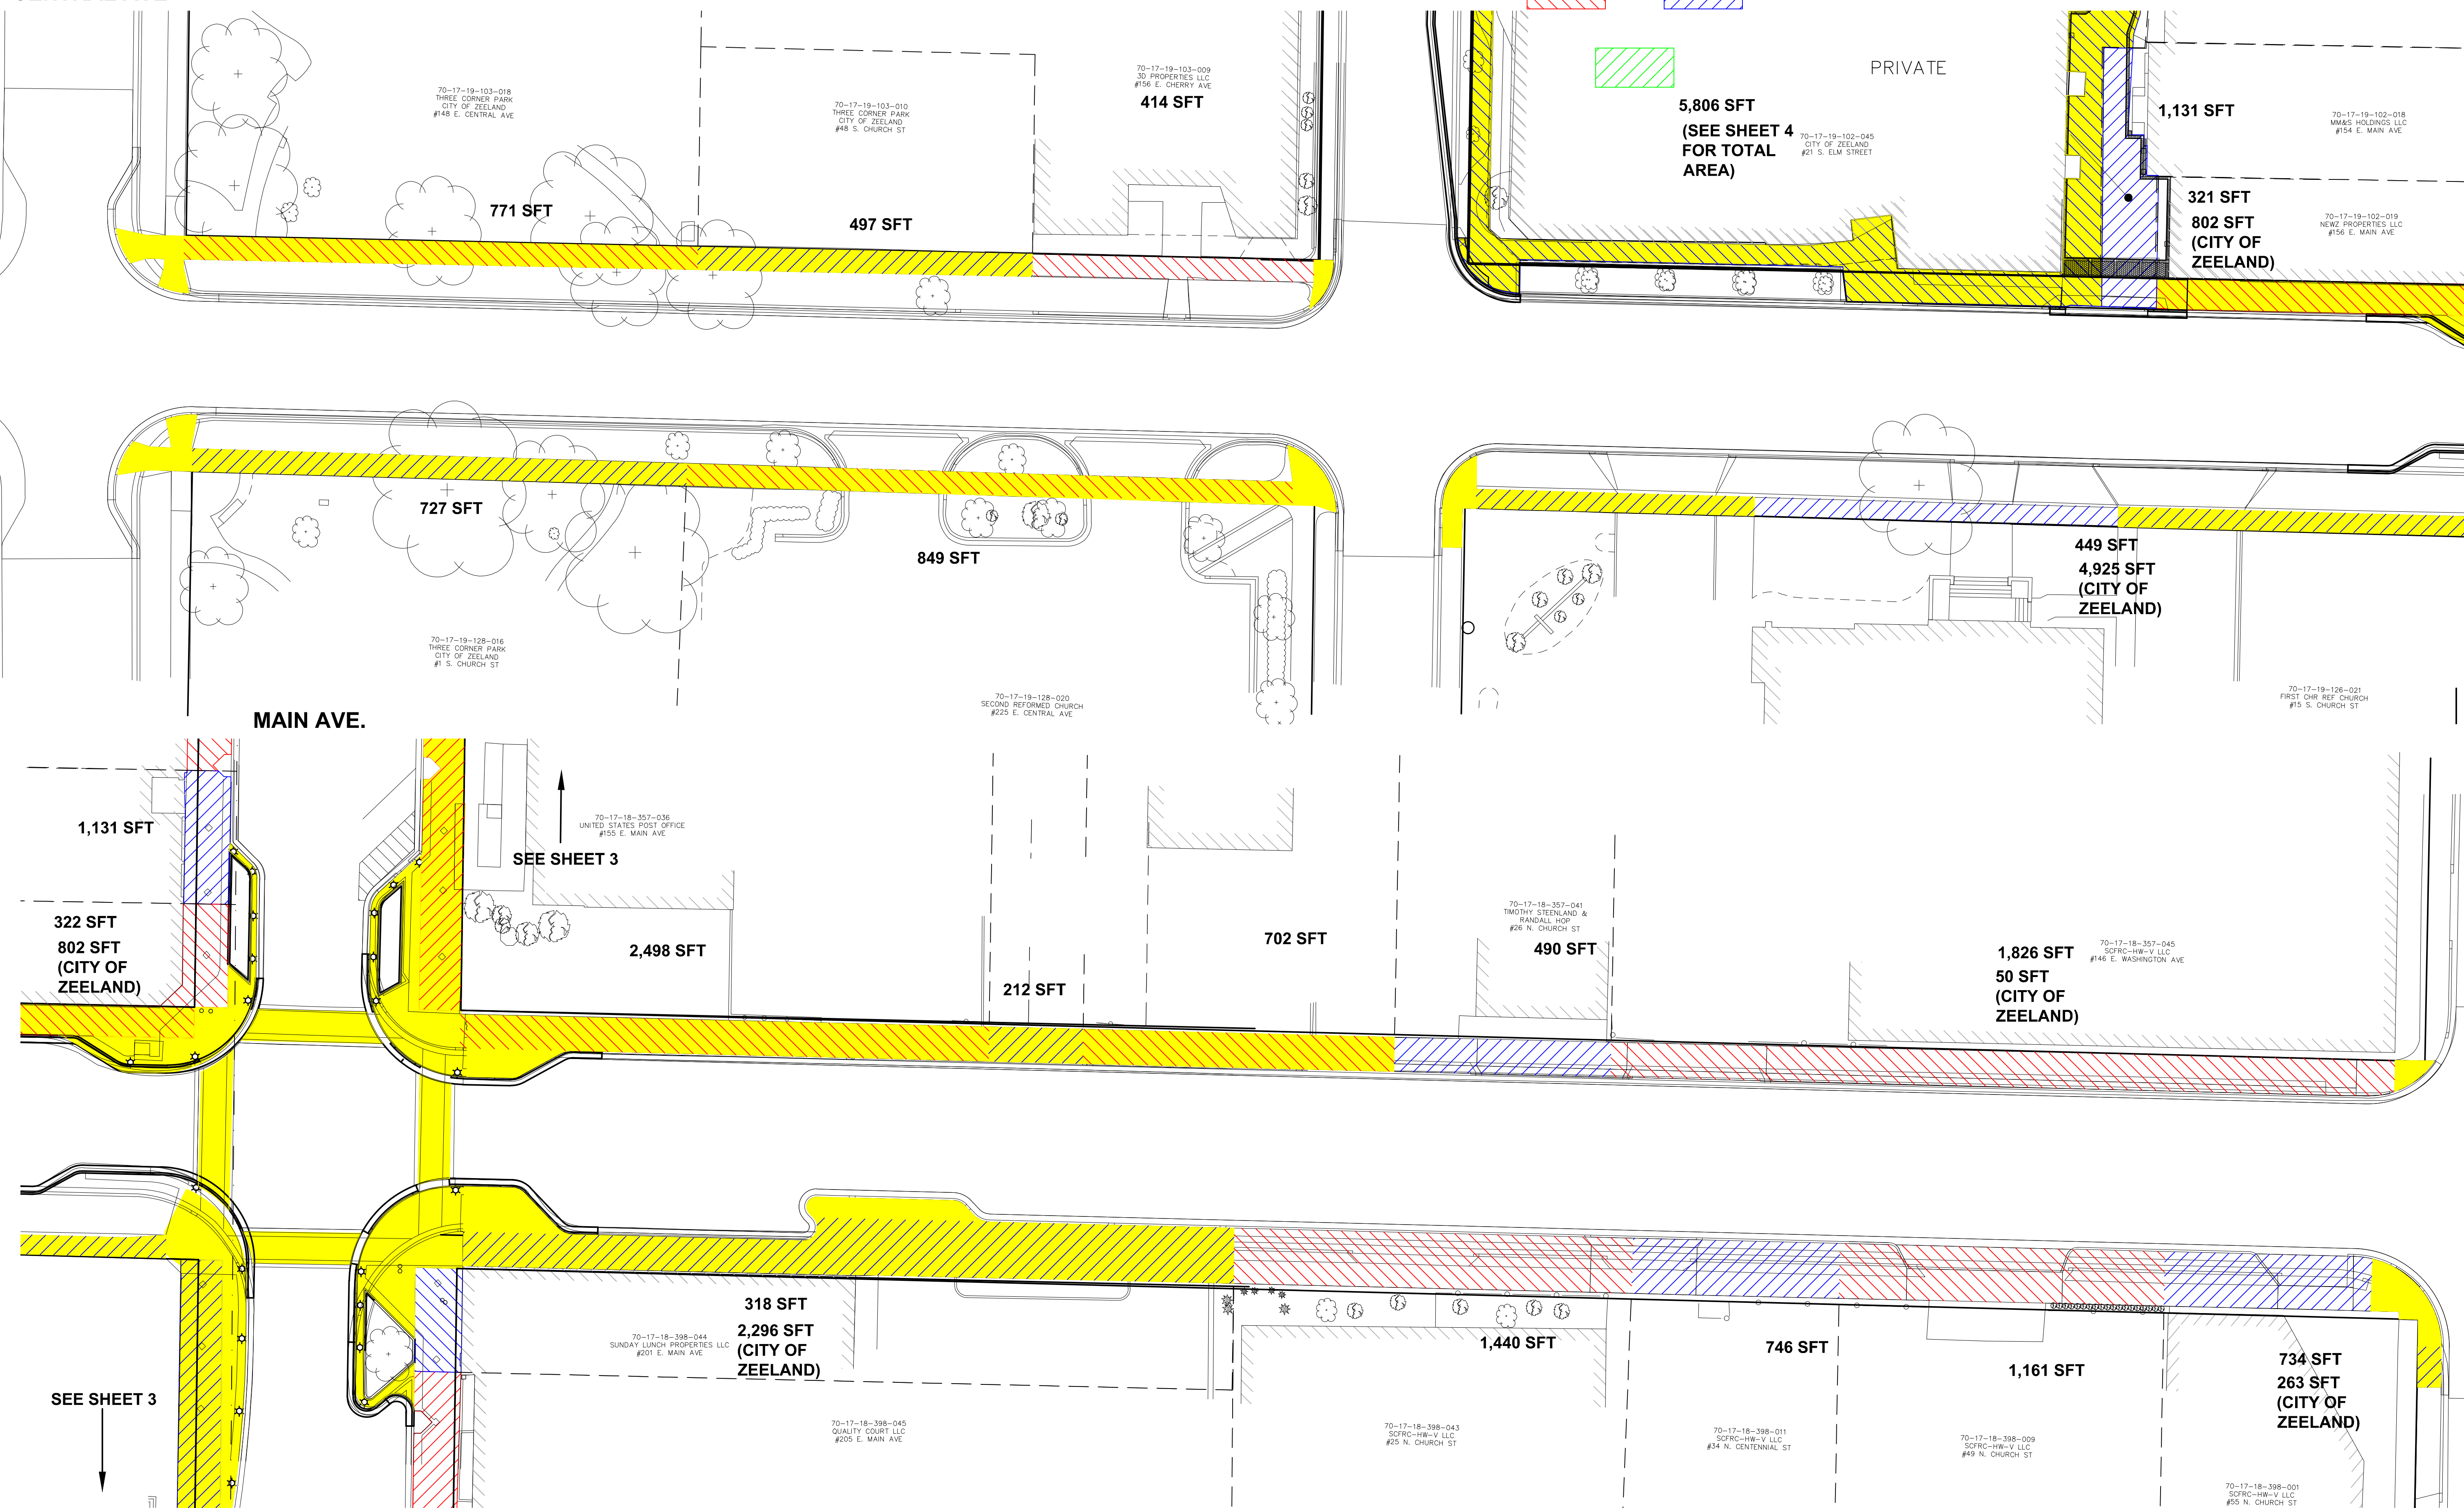 70-17-19-103-018
THREE CORNER PARK
CITY OF ZEELAND
#148 E. CENTRAL AVE
771 SFT
70-17-19-103-010
THREE CORNER PARK
CITY OF ZEELAND
#48 S. CHURCH ST
497 SFT
70-17-19-103-009
3D PROPERTIES LLC
#156 E. CHERRY AVE
414 SFT
PRIVATE
5,806 SFT
(SEE SHEET 4
FOR TOTAL
AREA)
70-17-19-102-045
CITY OF ZEELAND
#21 S. ELM STREET
1,131 SFT
70-17-19-102-018
MM&S HOLDINGS LLC
#154 E. MAIN AVE
321 SFT
802 SFT
(CITY OF
ZEELAND)
70-17-19-102-019
NEWZ PROPERTIES LLC
#156 E. MAIN AVE
727 SFT
849 SFT
449 SFT
4,925 SFT
(CITY OF
ZEELAND)
70-17-19-128-016
THREE CORNER PARK
CITY OF ZEELAND
#1 S. CHURCH ST
70-17-19-128-020
SECOND REFORMED CHURCH
#225 E. CENTRAL AVE
70-17-19-126-021
FIRST CHR REF CHURCH
#15 S. CHURCH ST
MAIN AVE.
1,131 SFT
70-17-18-357-036
UNITED STATES POST OFFICE
#155 E. MAIN AVE
SEE SHEET 3
322 SFT
802 SFT
(CITY OF
ZEELAND)
2,498 SFT
212 SFT
702 SFT
70-17-18-357-041
TIMOTHY STEENLAND &
RANDALL HOP
#26 N. CHURCH ST
490 SFT
1,826 SFT
50 SFT
(CITY OF
ZEELAND)
70-17-18-357-045
SCFRC-HW-V LLC
#146 E. WASHINGTON AVE
318 SFT
2,296 SFT
(CITY OF
ZEELAND)
70-17-18-398-044
SUNDAY LUNCH PROPERTIES LLC
#201 E. MAIN AVE
1,440 SFT
746 SFT
1,161 SFT
734 SFT
263 SFT
(CITY OF
ZEELAND)
SEE SHEET 3
70-17-18-398-045
QUALITY COURT LLC
#205 E. MAIN AVE
70-17-18-398-043
SCFRC-HW-V LLC
#25 N. CHURCH ST
70-17-18-398-011
SCFRC-HW-V LLC
#34 N. CENTENNIAL ST
70-17-18-398-009
SCFRC-HW-V LLC
#49 N. CHURCH ST
70-17-18-398-001
SCFRC-HW-V LLC
#55 N. CHURCH ST